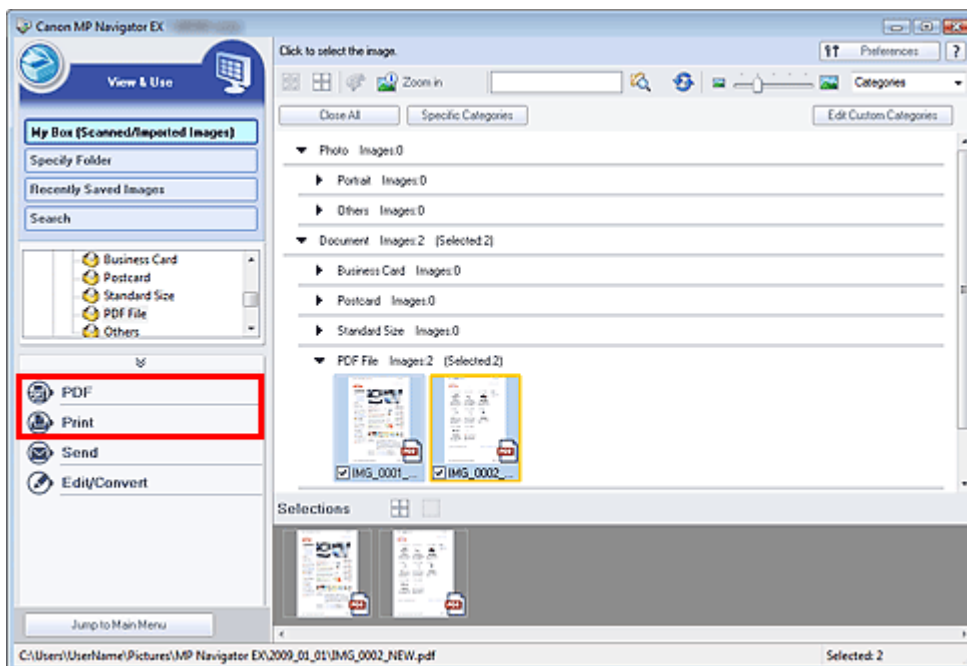 Canon MP Navigator EX
View & Use
My Box (Scanned/Imported Images)
Specify Folder
Recently Saved Images
Search
Business Card
Postcard
Standard Size
PDF File
Others
PDF
Print
Send
Edit/Convert
Jump to Main Menu
Click to select the image.
Preferences
?
Zoom in
Categories
Close All
Specific Categories
Edit Custom Categories
Photo Images:0
Portrait Images:0
Others Images:0
Document Images:2 (Selected:2)
Business Card Images:0
Postcard Images:0
Standard Size Images:0
PDF File Images:2 (Selected:2)
PDF
PDF
IMG_0001_...
IMG_0002_...
Selections
PDF
PDF
C:\Users\UserName\Pictures\MP Navigator EX\2009_01_01\IMG_0002_NEW.pdf
Selected: 2